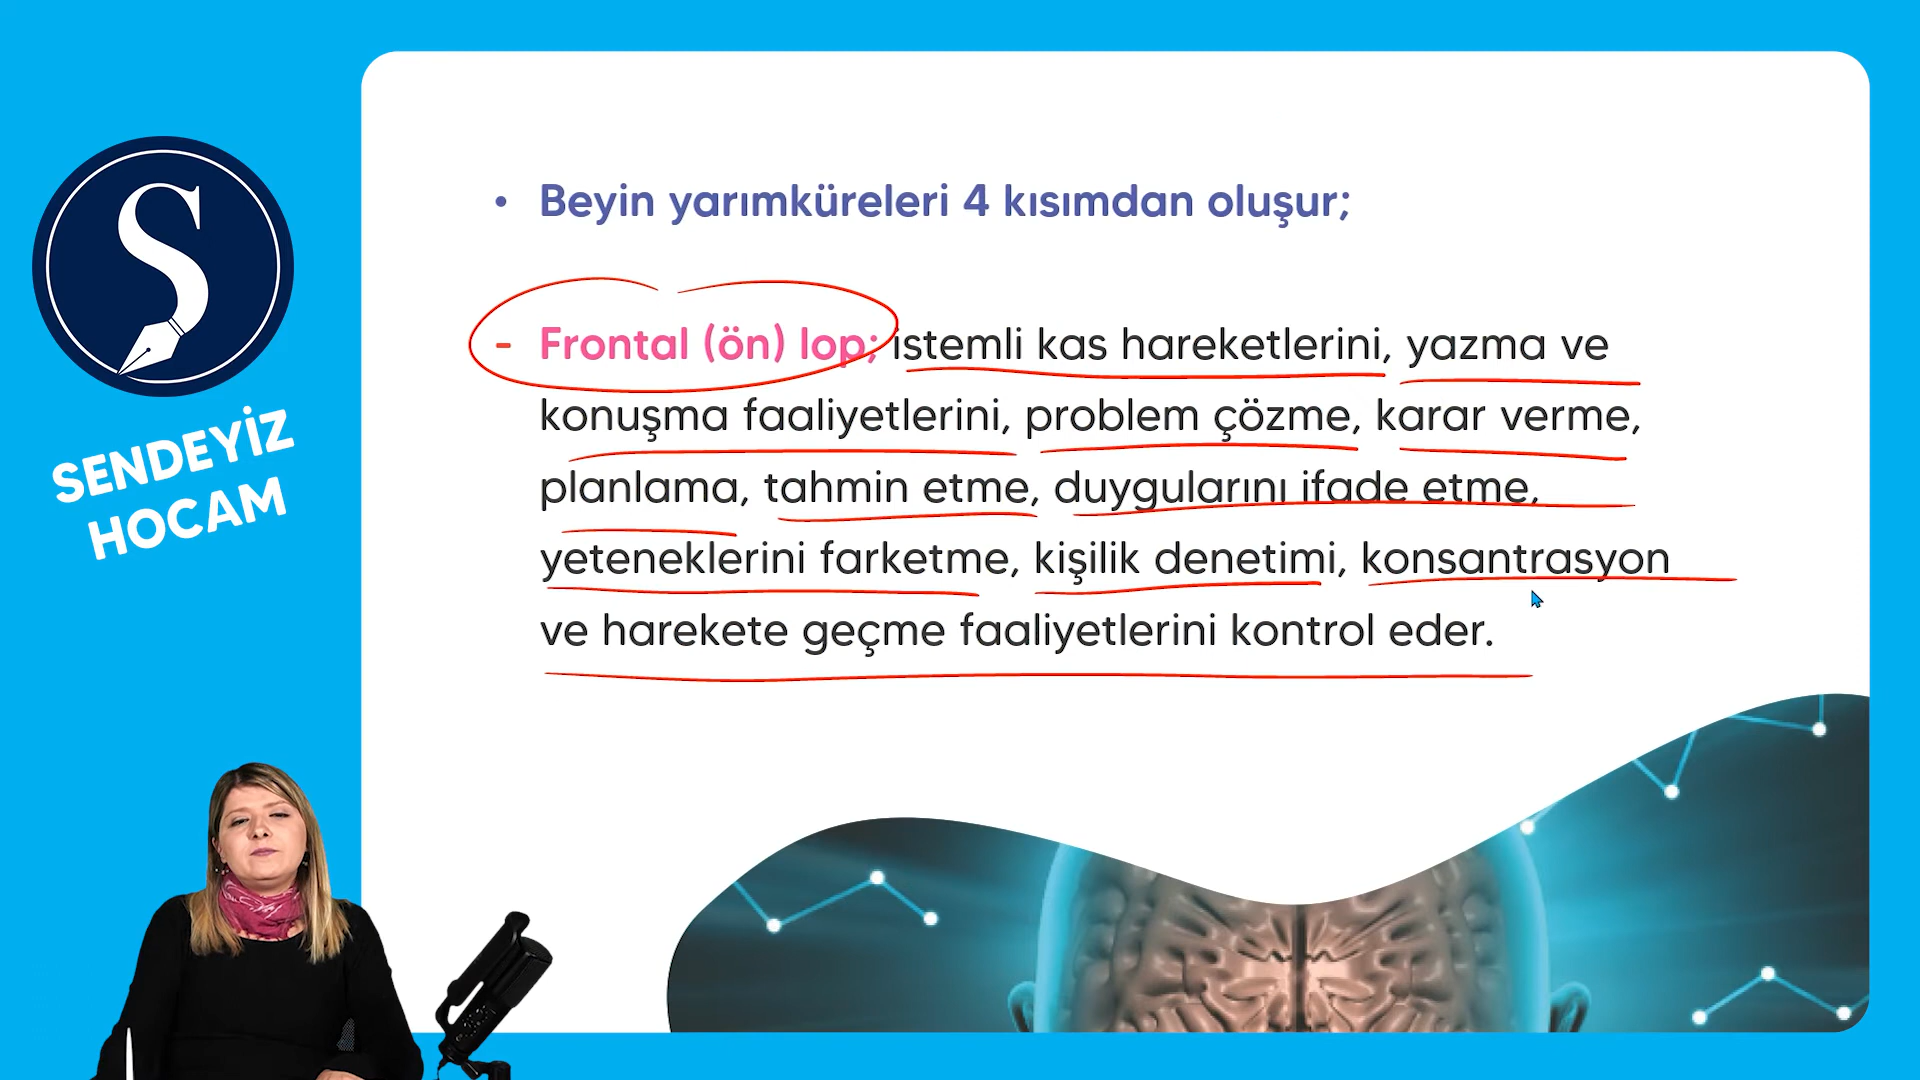 SENDEYİZ
HOCAM
• Beyin yarımküreleri 4 kısımdan oluşur;
- Frontal (ön) lop; istemli kas hareketlerini, yazma ve
konuşma faaliyetlerini, problem çözme, karar verme,
planlama, tahmin etme, duygularını ifade etme,
yeteneklerini farketme, kişilik denetimi, konsantrasyon
ve harekete geçme faaliyetlerini kontrol eder.